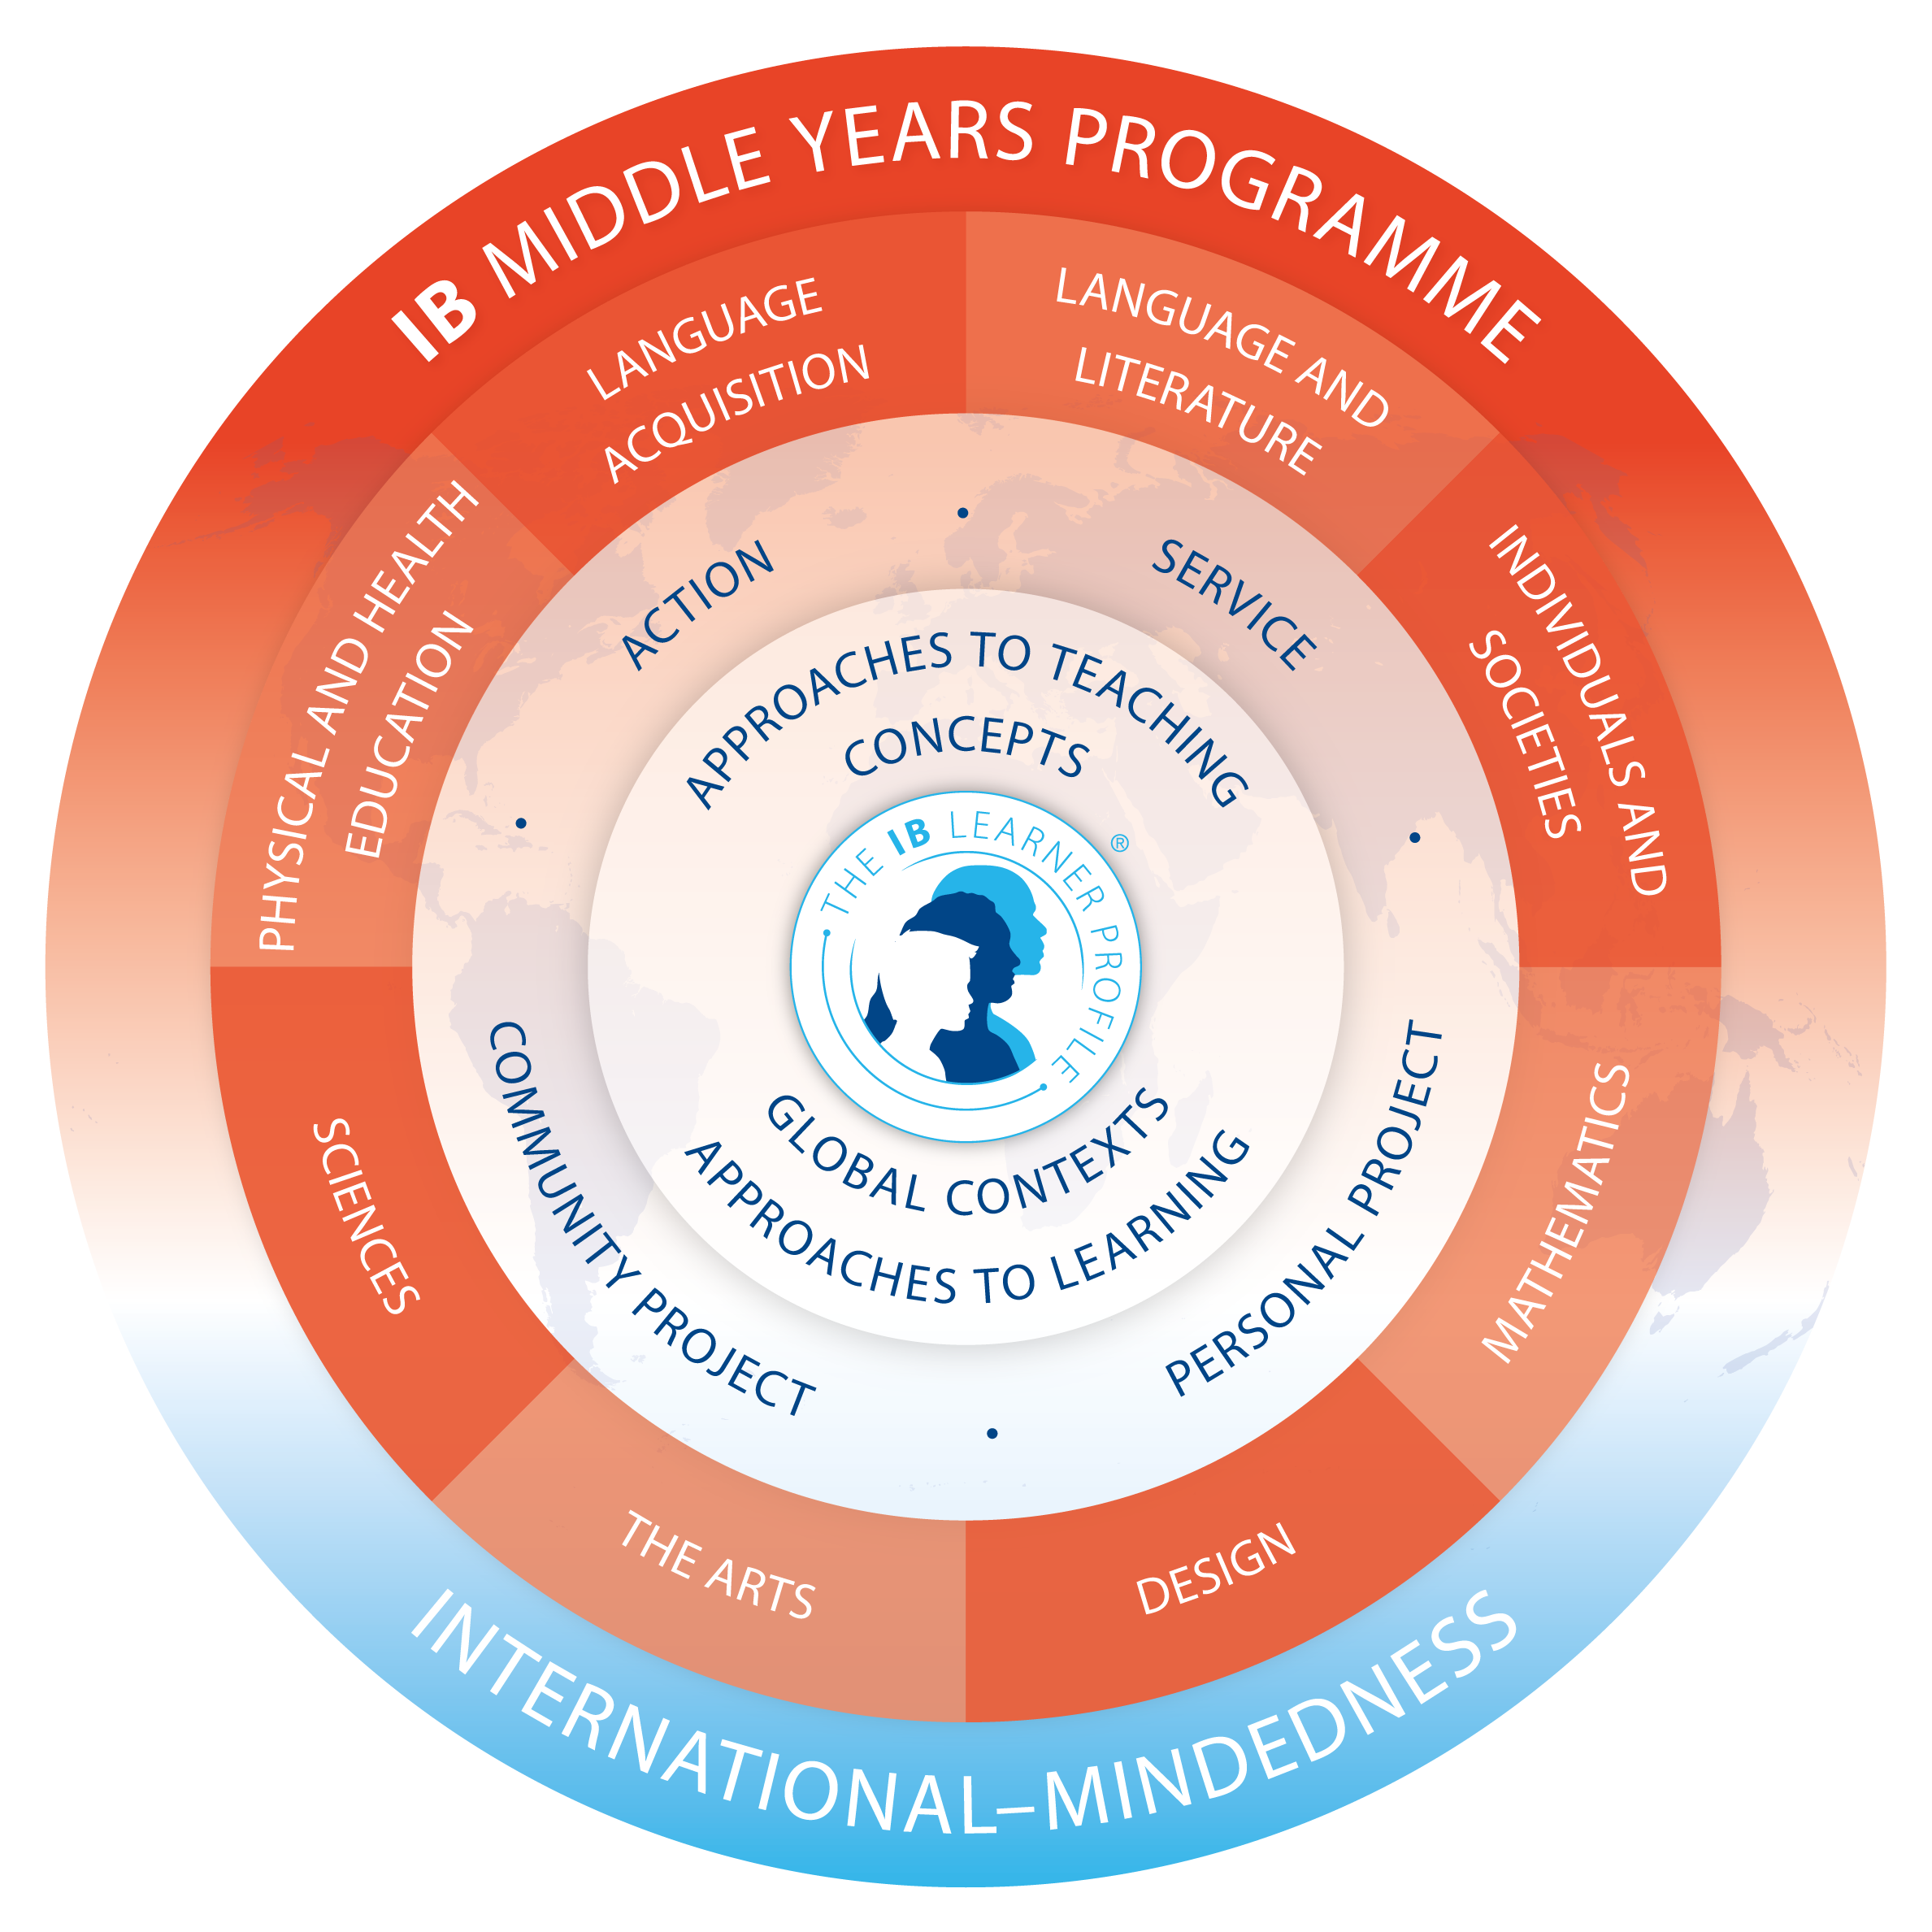 IB MIDDLE YEARS PROGRAMME
LANGUAGE
ACQUISITION
LANGUAGE AND
LITERATURE
PHYSICAL AND HEALTH
EDUCATION
INDIVIDUALS AND
SOCIETIES
SCIENCES
MATHEMATICS
THE ARTS
DESIGN
ACTION
SERVICE
COMMUNITY PROJECT
PERSONAL PROJECT
APPROACHES TO TEACHING
CONCEPTS
THE IB LEARNER PROFILE
®
GLOBAL CONTEXTS
APPROACHES TO LEARNING
INTERNATIONAL–MINDEDNESS